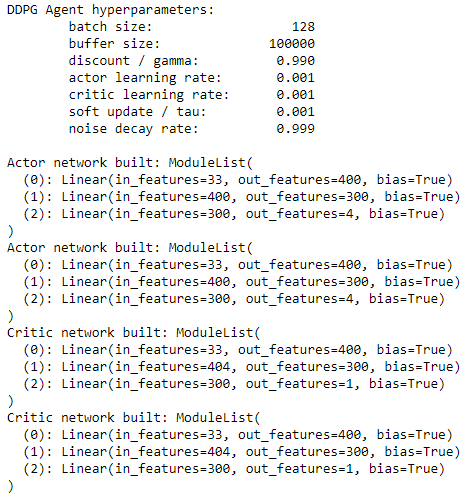 DDPG Agent hyperparameters:
        batch size:                 128
        buffer size:             100000
        discount / gamma:         0.990
        actor learning rate:      0.001
        critic learning rate:     0.001
        soft update / tau:        0.001
        noise decay rate:         0.999

Actor network built: ModuleList(
  (0): Linear(in_features=33, out_features=400, bias=True)
  (1): Linear(in_features=400, out_features=300, bias=True)
  (2): Linear(in_features=300, out_features=4, bias=True)
)
Actor network built: ModuleList(
  (0): Linear(in_features=33, out_features=400, bias=True)
  (1): Linear(in_features=400, out_features=300, bias=True)
  (2): Linear(in_features=300, out_features=4, bias=True)
)
Critic network built: ModuleList(
  (0): Linear(in_features=33, out_features=400, bias=True)
  (1): Linear(in_features=404, out_features=300, bias=True)
  (2): Linear(in_features=300, out_features=1, bias=True)
)
Critic network built: ModuleList(
  (0): Linear(in_features=33, out_features=400, bias=True)
  (1): Linear(in_features=404, out_features=300, bias=True)
  (2): Linear(in_features=300, out_features=1, bias=True)
)